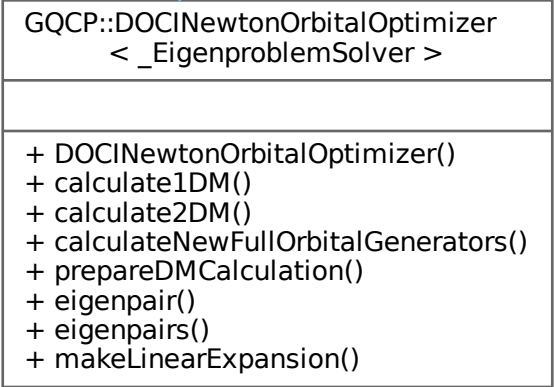 GQCP::DOCINewtonOrbitalOptimizer
< _EigenproblemSolver >
+ DOCINewtonOrbitalOptimizer()
+ calculate1DM()
+ calculate2DM()
+ calculateNewFullOrbitalGenerators()
+ prepareDMCalculation()
+ eigenpair()
+ eigenpairs()
+ makeLinearExpansion()